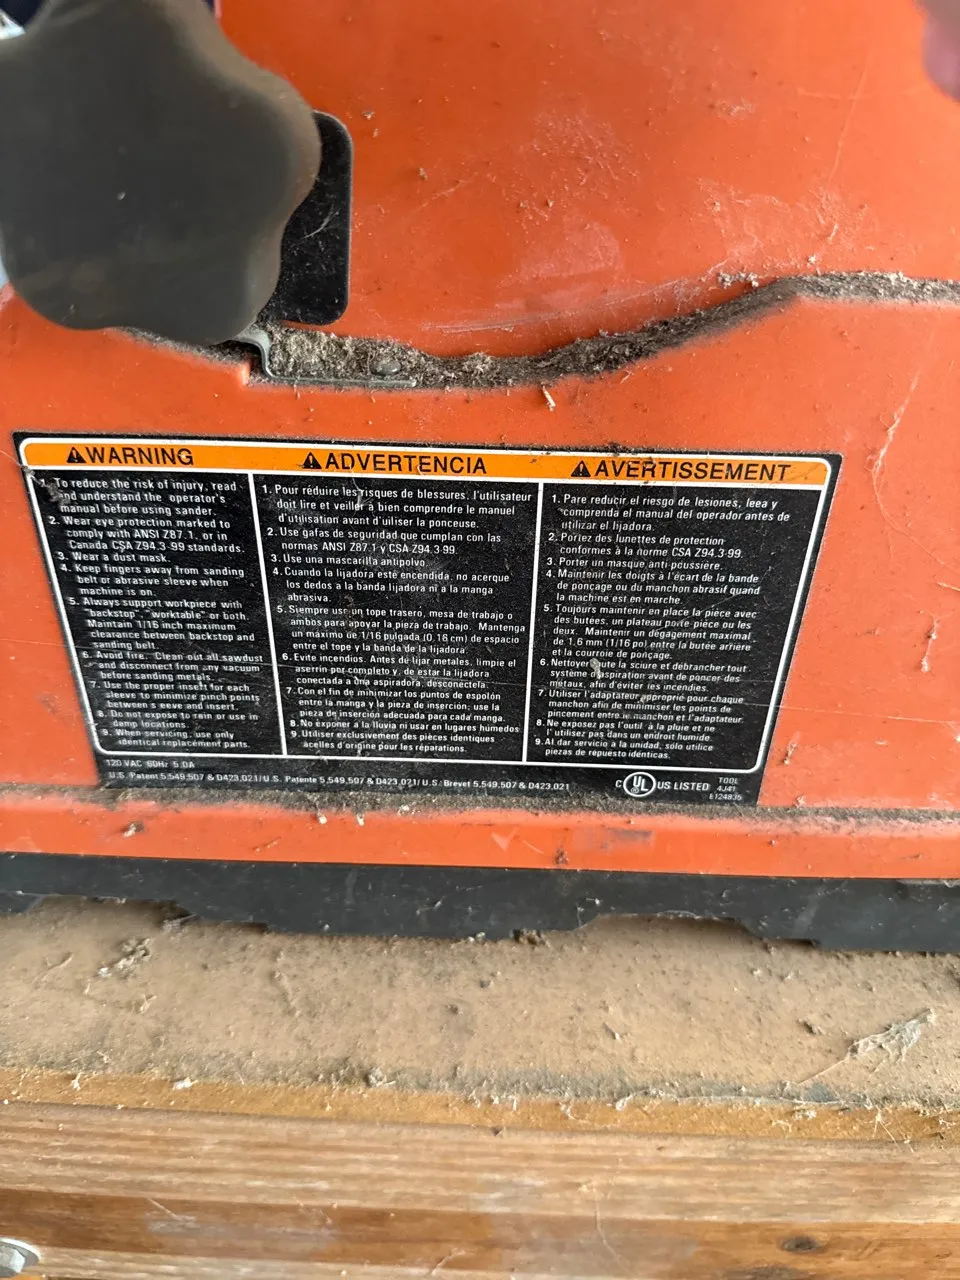 WARNING
1. To reduce the risk of injury, read
and understand the operator's
manual before using sander.
2. Wear eye protection marked to
comply with ANSI Z87.1, or in
Canada CSA Z94.3-99 standards.
3. Wear a dust mask.
4. Keep fingers away from sanding
belt or abrasive sleeve when
machine is on.
5. Always support workpiece with
"backstop", "worktable" or both.
Maintain 1/16 inch maximum
clearance between backstop and
sanding belt.
6. Avoid fire. Clean out all sawdust
and disconnect from any vacuum
before sanding metals.
7. Use the proper insert for each
sleeve to minimize pinch points
between sleeve and insert.
8. Do not expose to rain or use in
damp locations.
9. When servicing, use only
identical replacement parts.
ADVERTENCIA
1. Pour réduire les risques de blessures, l'utilisateur
doit lire et veiller à bien comprendre le manuel
d'utilisation avant d'uliser la ponceuse.
2. Use gafas de seguridad que cumplan con las
normas ANSI Z87.1 y CSA Z94.3-99.
3. Use una mascarilla antipolvo.
4. Cuando la lijadora esté encendida, no acerque
los dedos a la banda lijadora ni a la manga
abrasiva.
5. Siempre use un tope trasero, mesa de trabajo o
ambos para apoyar la pieza de trabajo. Mantenga
un máximo de 1/16 pulgada (0,16 cm) de espacio
entre el tope y la banda de la lijadora.
6. Evite incendios. Antes de lijar metales, limpie el
aserrín por completo y, de estar la lijadora
conectada a una aspiradora, desconéctela.
7. Con el fin de minimizar los puntos de espolón
entre la manga y la pieza de inserción, use la
pieza de inserción adecuada para cada manga.
8. No exponer a la lluvia ni usar en lugares húmedos
9. Utiliser exclusivement des pièces identiques
acelles d'origine pour les réparations.
AVERTISSEMENT
1. Pare reducir el riesgo de lesiones, leea y
comprenda el manual del operador antes de
utilizar el lijadora.
2. Portez des lunettes de protection
conformes à la norme CSA Z94.3-99.
3. Porter un masque anti-poussière.
4. Maintenir les doigts à l'écart de la bande
de ponçage ou du manchon abrasif quand
la machine est en marche.
5. Toujours maintenir en place la pièce avec
des butées, un plateau porte-pièce ou les
deux. Maintenir un dégagement maximal
de 1.6 mm (1/16 po) entre la butée arrière
et la courroie de ponçage.
6. Nettoyer toute la sciure et débrancher tout
système d'aspiration avant de poncer des
métaux, afin d'éviter les incendies.
7. Utiliser l'adaptateur approprié pour chaque
manchon afin de minimiser les points de
pincement entre le manchon et l'adaptateur.
8. Ne exposez pas l'outil à la pluie et ne
l'utilisez pas dans un endroit humide.
9. Al dar servicio a la unidad, sólo utilice
piezas de repuesto idénticas.
120 VAC 60Hz 5.0A
U.S. Patent 5,549,507 & D423,021/U.S. Patente 5,549,507 & D423,021/U.S. Brevet 5,549,507 & D423,021
C UL US LISTED
TOOL
4J41
E124835